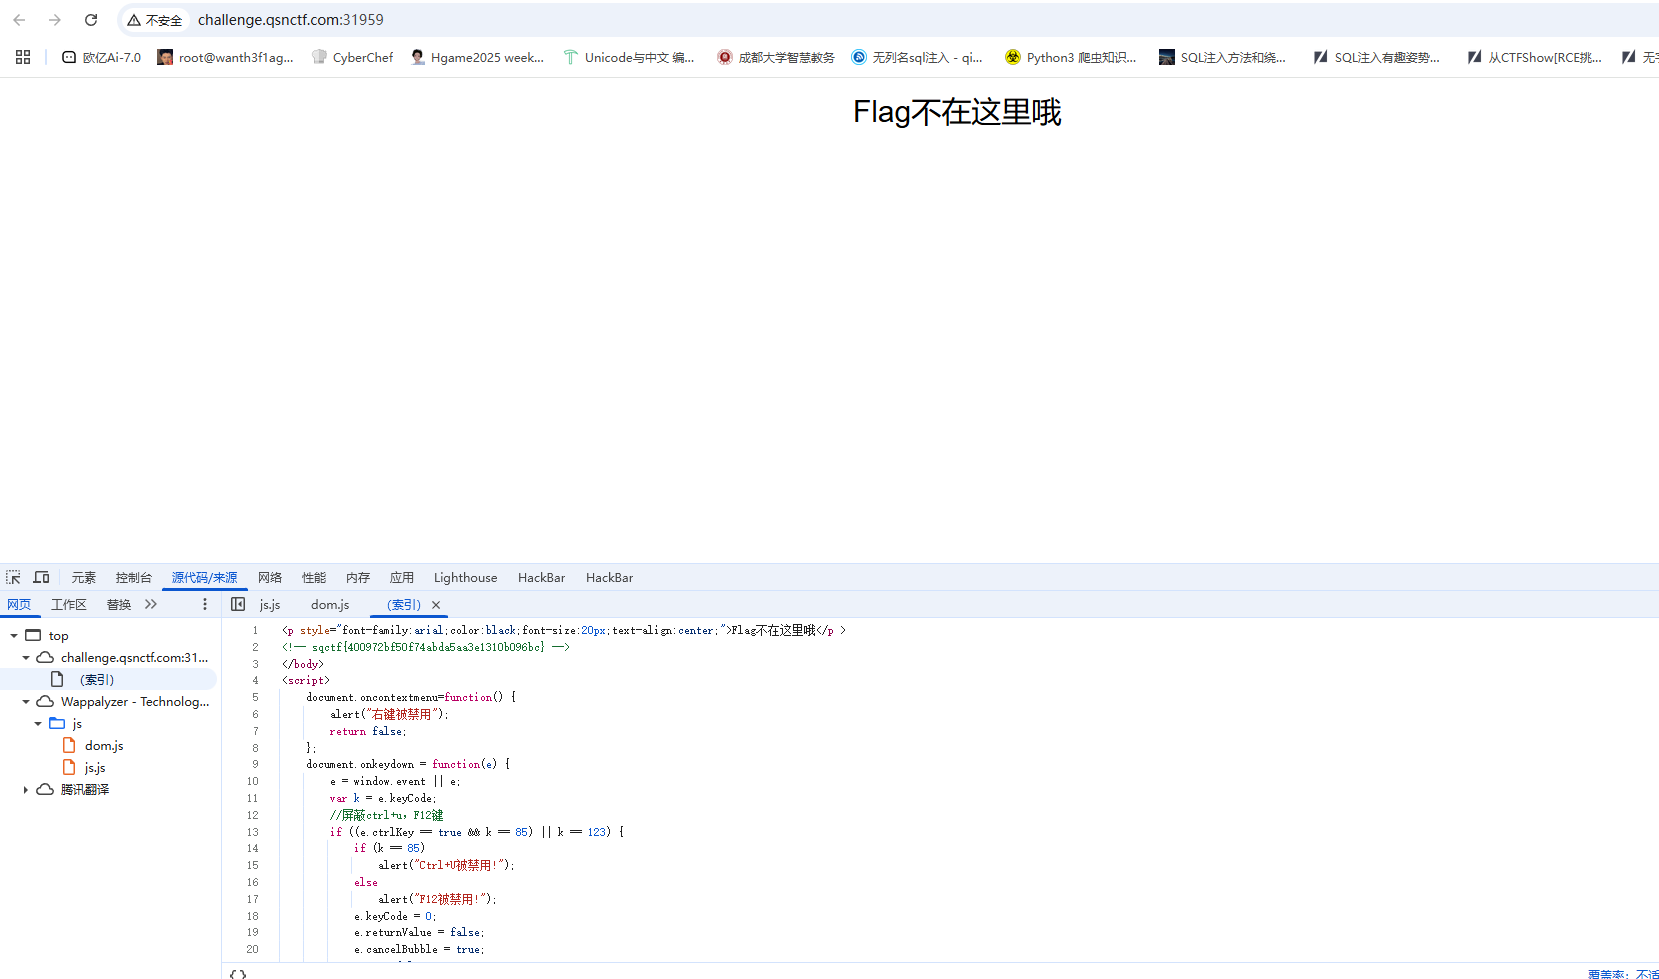 不安全 challenge.qsnctf.com:31959
欧亿Ai-7.0 root@wanth3f1ag... CyberChef Hgame2025 week... Unicode与中文 编... 成都大学智慧教务 无列名sql注入 - qi... Python3 爬虫知识... SQL注入方法和绕... SQL注入有趣姿势... 从CTFShow[RCE挑... 无字
Flag不在这里哦
元素 控制台 源代码/来源 网络 性能 内存 应用 Lighthouse HackBar HackBar
网页 工作区 替换 js.js dom.js (索引)
top
challenge.qsnctf.com:31...
(索引)
Wappalyzer - Technolog...
js
dom.js
js.js
腾讯翻译
1 <p style="font-family:arial;color:black;font-size:20px;text-align:center;">Flag不在这里哦</p >
2 <!-- sqctf{400972bf50f74abda5aa3e1310b096bc} -->
3 </body>
4 <script>
5 document.oncontextmenu=function() {
6 alert("右键被禁用");
7 return false;
8 };
9 document.onkeydown = function(e) {
10 e = window.event || e;
11 var k = e.keyCode;
12 //屏蔽ctrl+u，F12键
13 if ((e.ctrlKey == true && k == 85) || k == 123) {
14 if (k == 85)
15 alert("Ctrl+U被禁用!");
16 else
17 alert("F12被禁用!");
18 e.keyCode = 0;
19 e.returnValue = false;
20 e.cancelBubble = true;
{} 覆盖率：不适